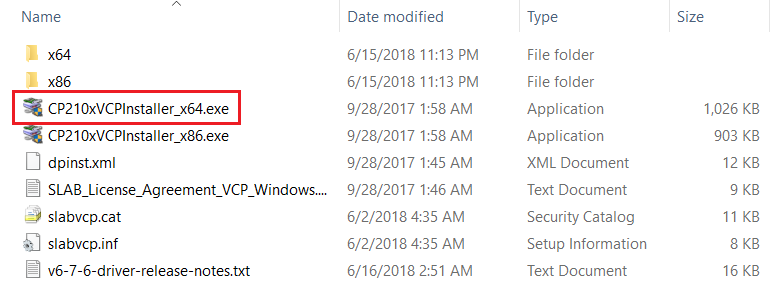 Name Date modified Type Size
x64 6/15/2018 11:13 PM File folder
x86 6/15/2018 11:13 PM File folder
CP210xVCPInstaller_x64.exe 9/28/2017 1:58 AM Application 1,026 KB
CP210xVCPInstaller_x86.exe 9/28/2017 1:58 AM Application 903 KB
dpinst.xml 9/28/2017 1:45 AM XML Document 12 KB
SLAB_License_Agreement_VCP_Windows.... 9/28/2017 1:46 AM Text Document 9 KB
slabvcp.cat 6/2/2018 4:35 AM Security Catalog 11 KB
slabvcp.inf 6/2/2018 4:35 AM Setup Information 8 KB
v6-7-6-driver-release-notes.txt 6/16/2018 2:51 AM Text Document 16 KB